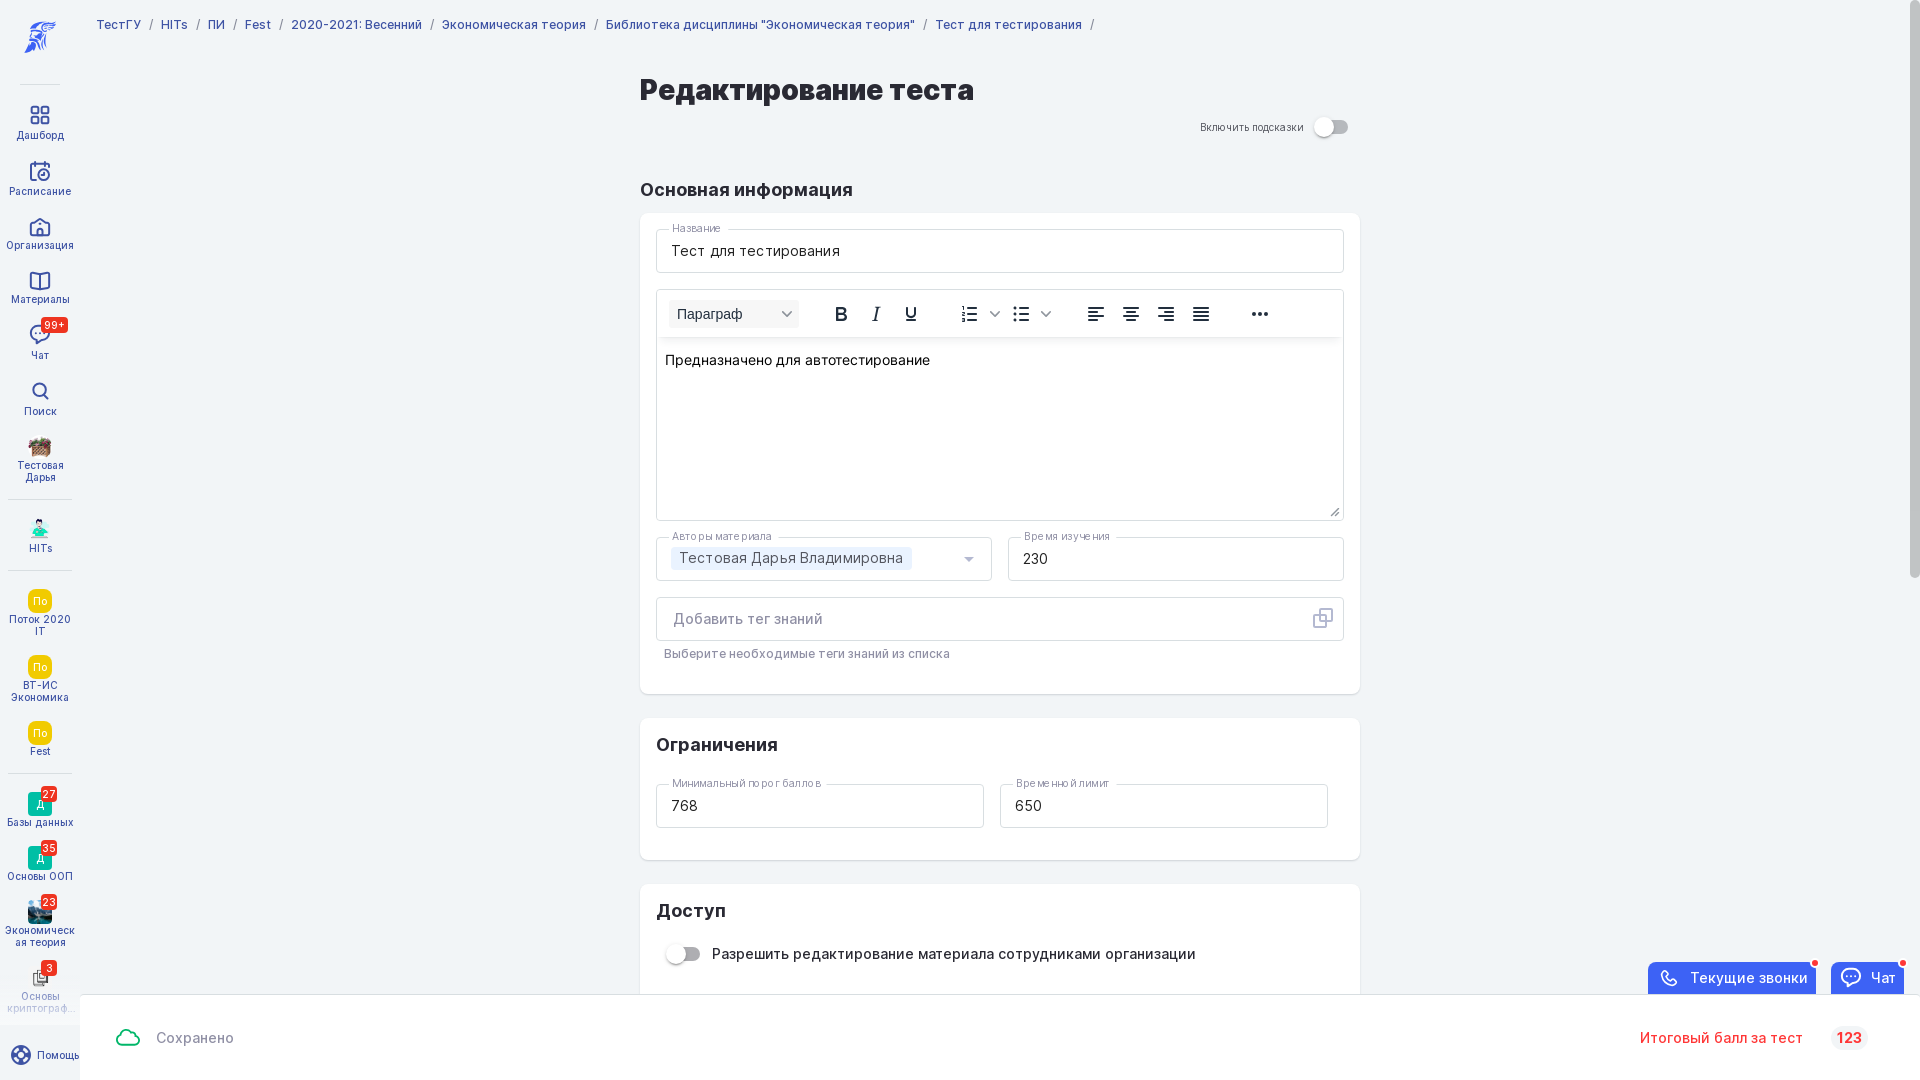 ТестГУ / HITs / ПИ / Fest / 2020-2021: Весенний / Экономическая теория / Библиотека дисциплины "Экономическая теория" / Тест для тестирования /
Дашборд
Расписание
Организация
Материалы
99+
Чат
Поиск
Тестовая
Дарья
HITs
По
Поток 2020
IT
По
ВТ-ИС
Экономика
По
Fest
27
Д
Базы данных
35
Д
Основы ООП
23
Экономическ
ая теория
3
Основы
криптограф...
Помощь
Редактирование теста
Включить подсказки
Основная информация
Название
Тест для тестирования
Параграф
Предназначено для автотестирование
Авторы материала
Тестовая Дарья Владимировна
Время изучения
230
Добавить тег знаний
Выберите необходимые теги знаний из списка
Ограничения
Минимальный порог баллов
768
Временной лимит
650
Доступ
Разрешить редактирование материала сотрудниками организации
Текущие звонки
Чат
Сохранено
Итоговый балл за тест 123